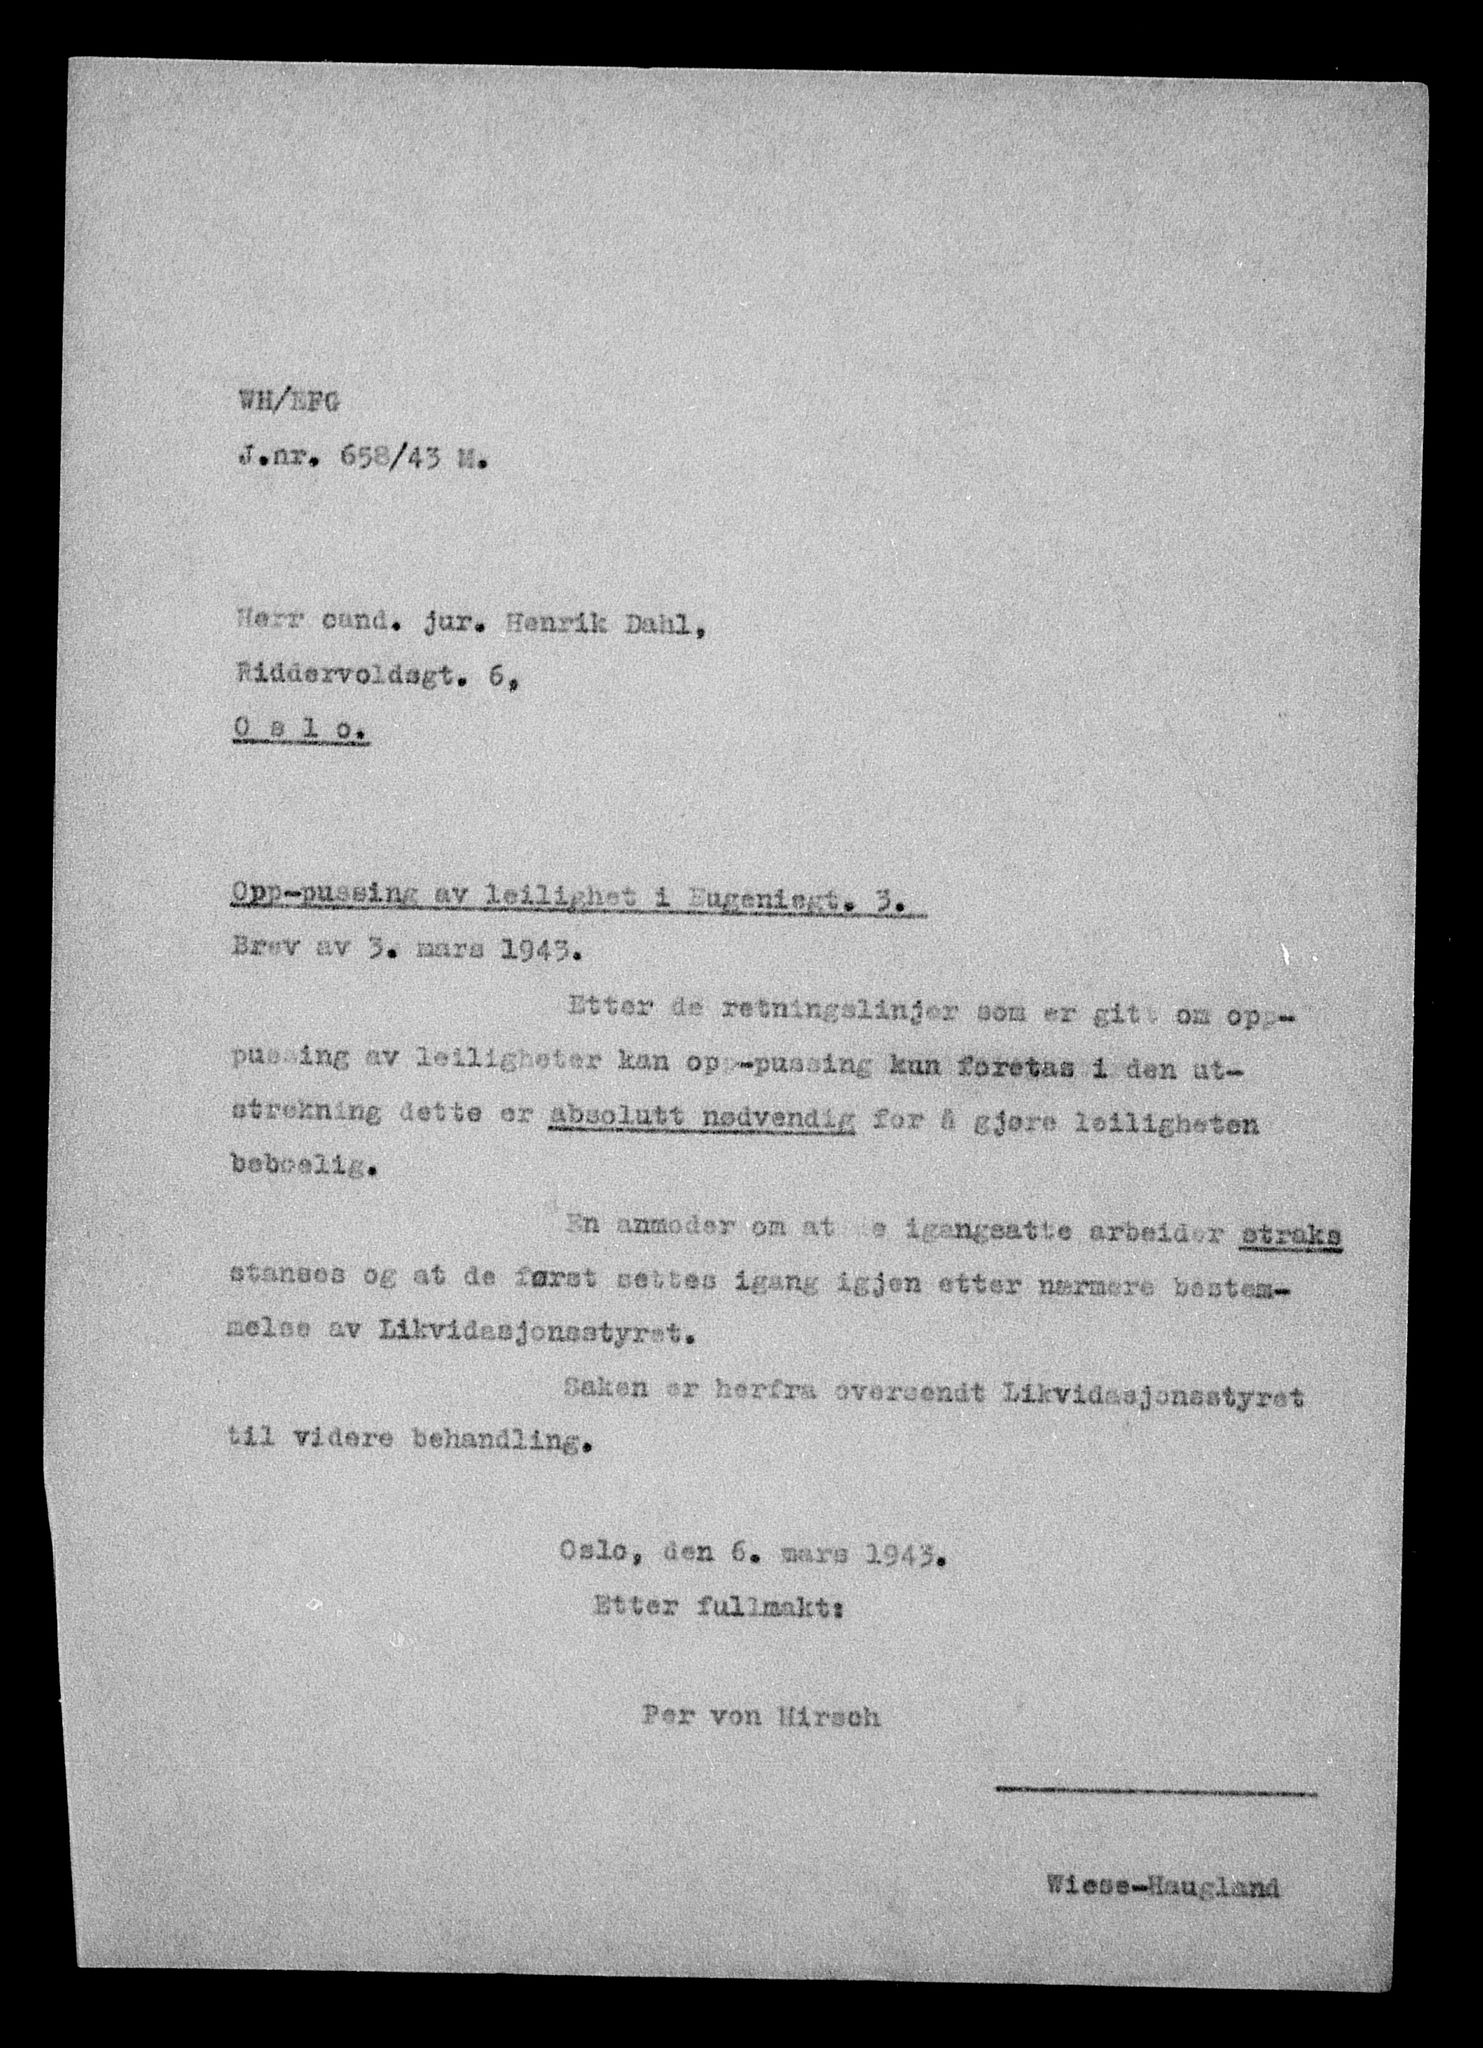 WH/EFG
J.nr. 658/43 M.
Herr cand. jur. Henrik Dahl,
Riddervoldsgt. 6,
O s l o.
Opp-pussing av leilighet i Eugeniegt. 3.
Brev av 3. mars 1943.
Etter de retningslinjer som er gitt om opp-
pussing av leiligheter kan opp-pussing kun foretas i den ut-
strekning dette er absolutt nødvendig for å gjøre leiligheten
beboelig.
En anmoder om at de igangsatte arbeider straks
stanses og at de først settes igang igjen etter nærmere bestem-
melse av Likvidasjonsstyret.
Saken er herfra oversendt Likvidasjonsstyret
til videre behandling.
Oslo, den 6. mars 1943.
Etter fullmakt:
Per von Hirsch
Wiese-Haugland